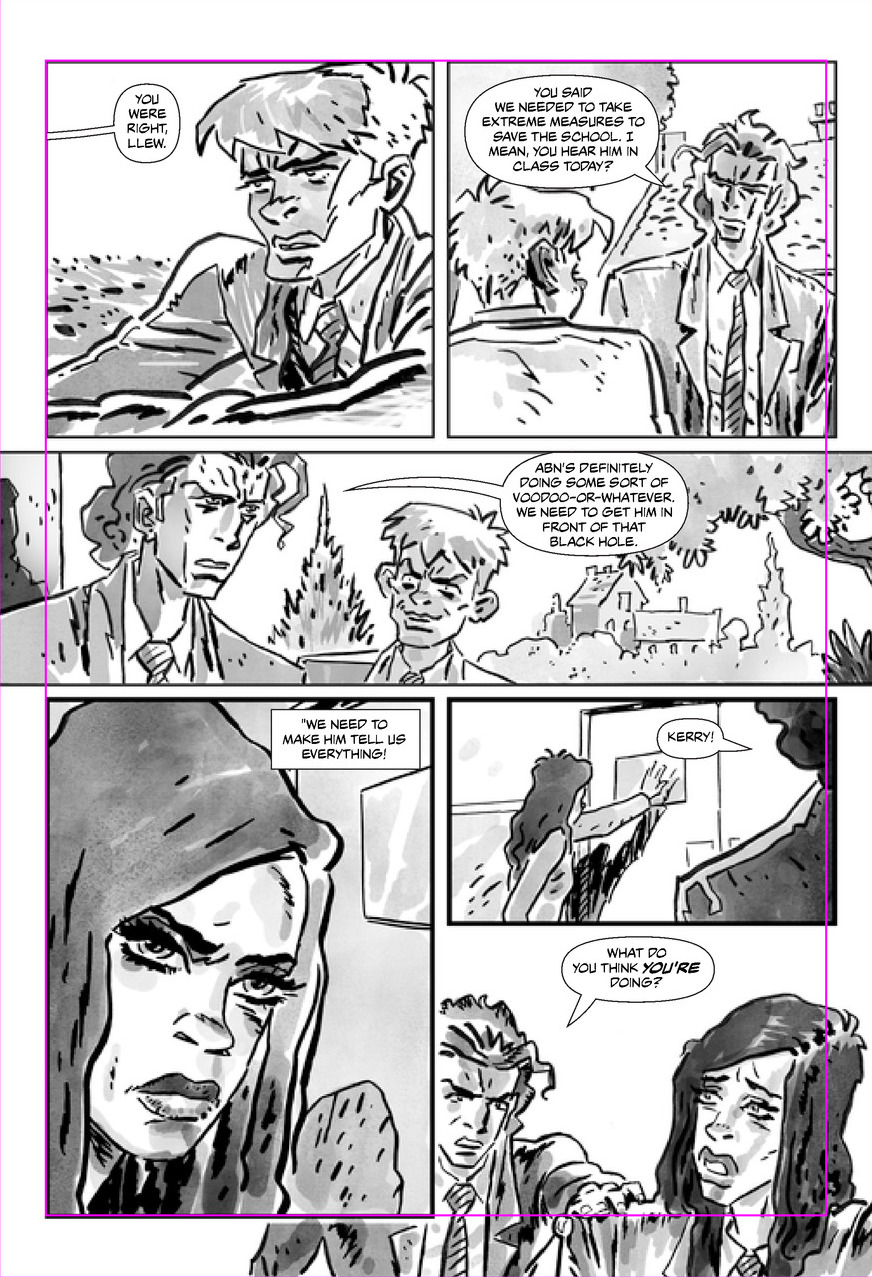 YOU
WERE
RIGHT,
LLEW.
YOU SAID
WE NEEDED TO TAKE
EXTREME MEASURES TO
SAVE THE SCHOOL. I
MEAN, YOU HEAR HIM IN
CLASS TODAY?
ABN'S DEFINITELY
DOING SOME SORT OF
VOODOO-OR-WHATEVER.
WE NEED TO GET HIM IN
FRONT OF THAT
BLACK HOLE.
"WE NEED TO
MAKE HIM TELL US
EVERYTHING!
KERRY!
WHAT DO
YOU THINK YOU'RE
DOING?